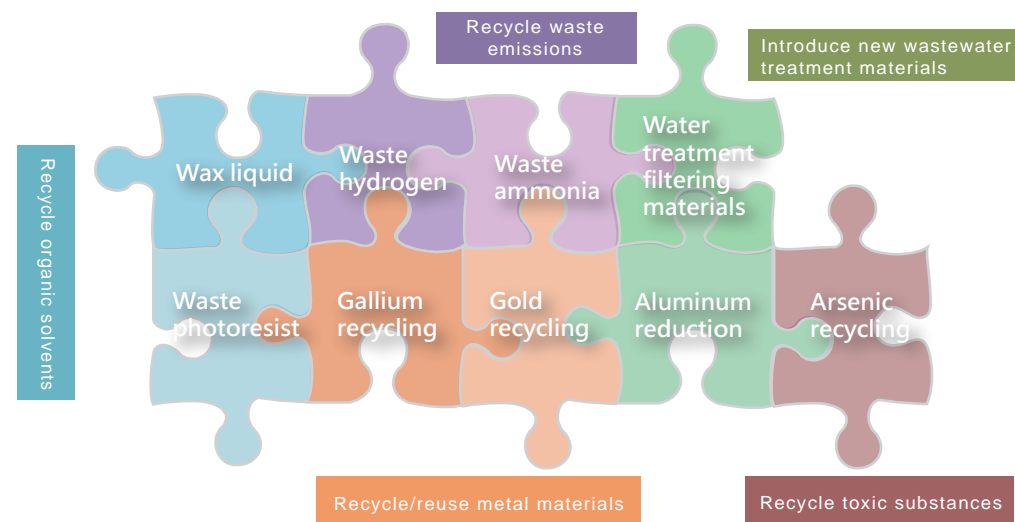 Recycle waste
emissions
Introduce new wastewater
treatment materials
Recycle organic solvents
Wax liquid
Waste
hydrogen
Waste
ammonia
Water
treatment
filtering
materials
Waste
photoresist
Gallium
recycling
Gold
recycling
Aluminum
reduction
Arsenic
recycling
Recycle/reuse metal materials
Recycle toxic substances